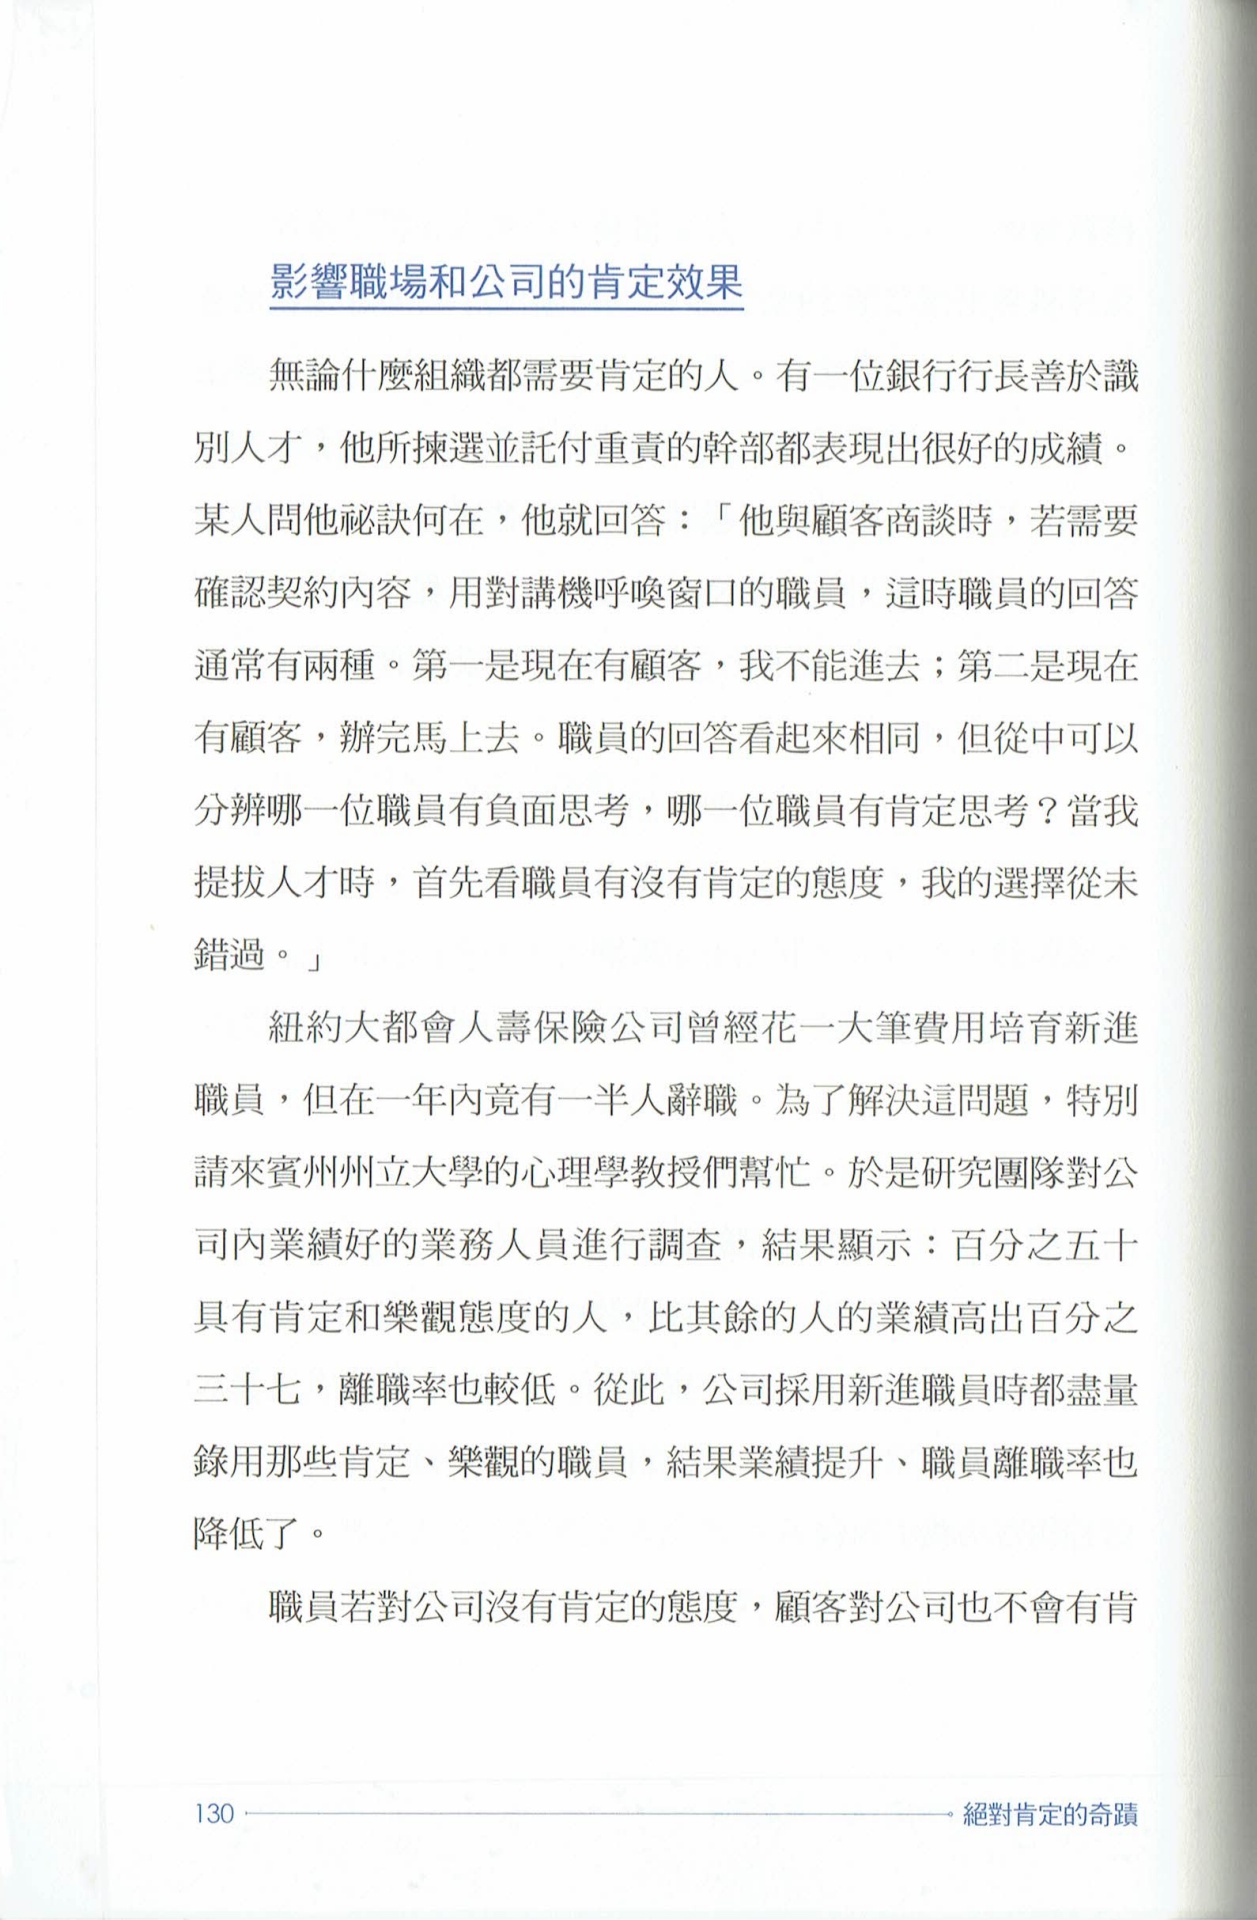 影響職場和公司的肯定效果
無論什麼組織都需要肯定的人。有一位銀行行長善於識
別人才，他所揀選並託付重責的幹部都表現出很好的成績。
某人問他祕訣何在，他就回答：「他與顧客商談時，若需要
確認契約內容，用對講機呼喚窗口的職員，這時職員的回答
通常有兩種。第一是現在有顧客，我不能進去；第二是現在
有顧客，辦完馬上去。職員的回答看起來相同，但從中可以
分辨哪一位職員有負面思考，哪一位職員有肯定思考？當我
提拔人才時，首先看職員有沒有肯定的態度，我的選擇從未
錯過。」
紐約大都會人壽保險公司曾經花一大筆費用培育新進
職員，但在一年內竟有一半人辭職。為了解決這問題，特別
請來賓州州立大學的心理學教授們幫忙。於是研究團隊對公
司內業績好的業務人員進行調查，結果顯示：百分之五十
具有肯定和樂觀態度的人，比其餘的人的業績高出百分之
三十七，離職率也較低。從此，公司採用新進職員時都盡量
錄用那些肯定、樂觀的職員，結果業績提升、職員離職率也
降低了。
職員若對公司沒有肯定的態度，顧客對公司也不會有肯
130 絕對肯定的奇蹟